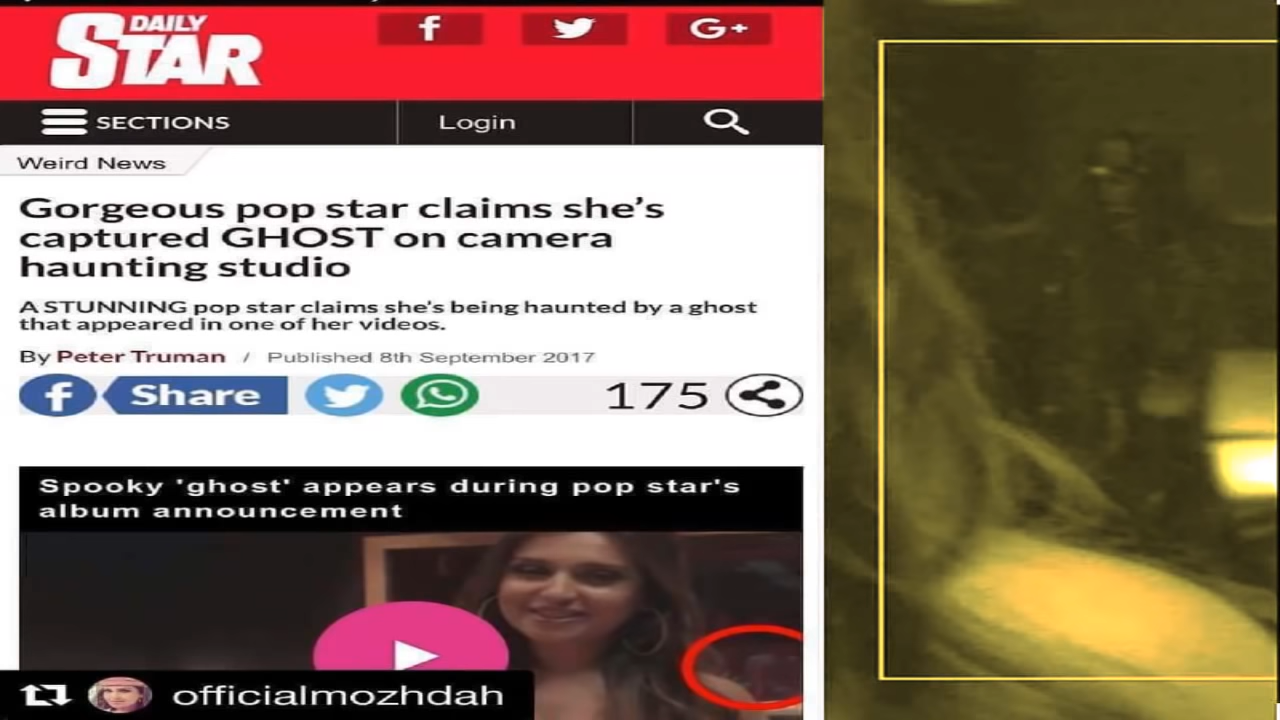 DAILY
STAR
f
G+
SECTIONS
Login
Weird News
Gorgeous pop star claims she's
captured GHOST on camera
haunting studio
A STUNNING pop star claims she's being haunted by a ghost
that appeared in one of her videos.
By Peter Truman / Published 8th September 2017
f Share
175
Spooky 'ghost' appears during pop star's
album announcement
officialmozhdah